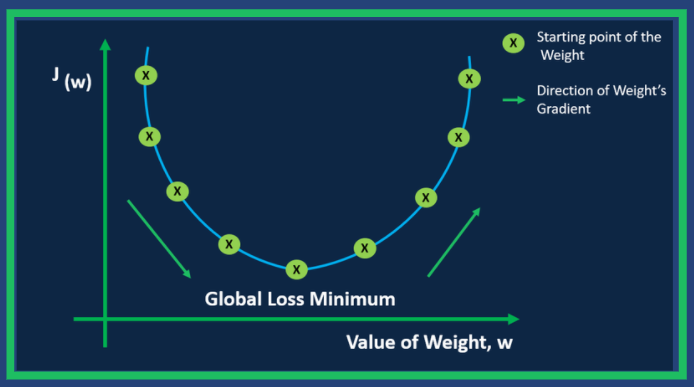 J (w)
X Starting point of the
Weight
Direction of Weight's
Gradient
X X
X X
X X
X X
X
Global Loss Minimum
Value of Weight, w